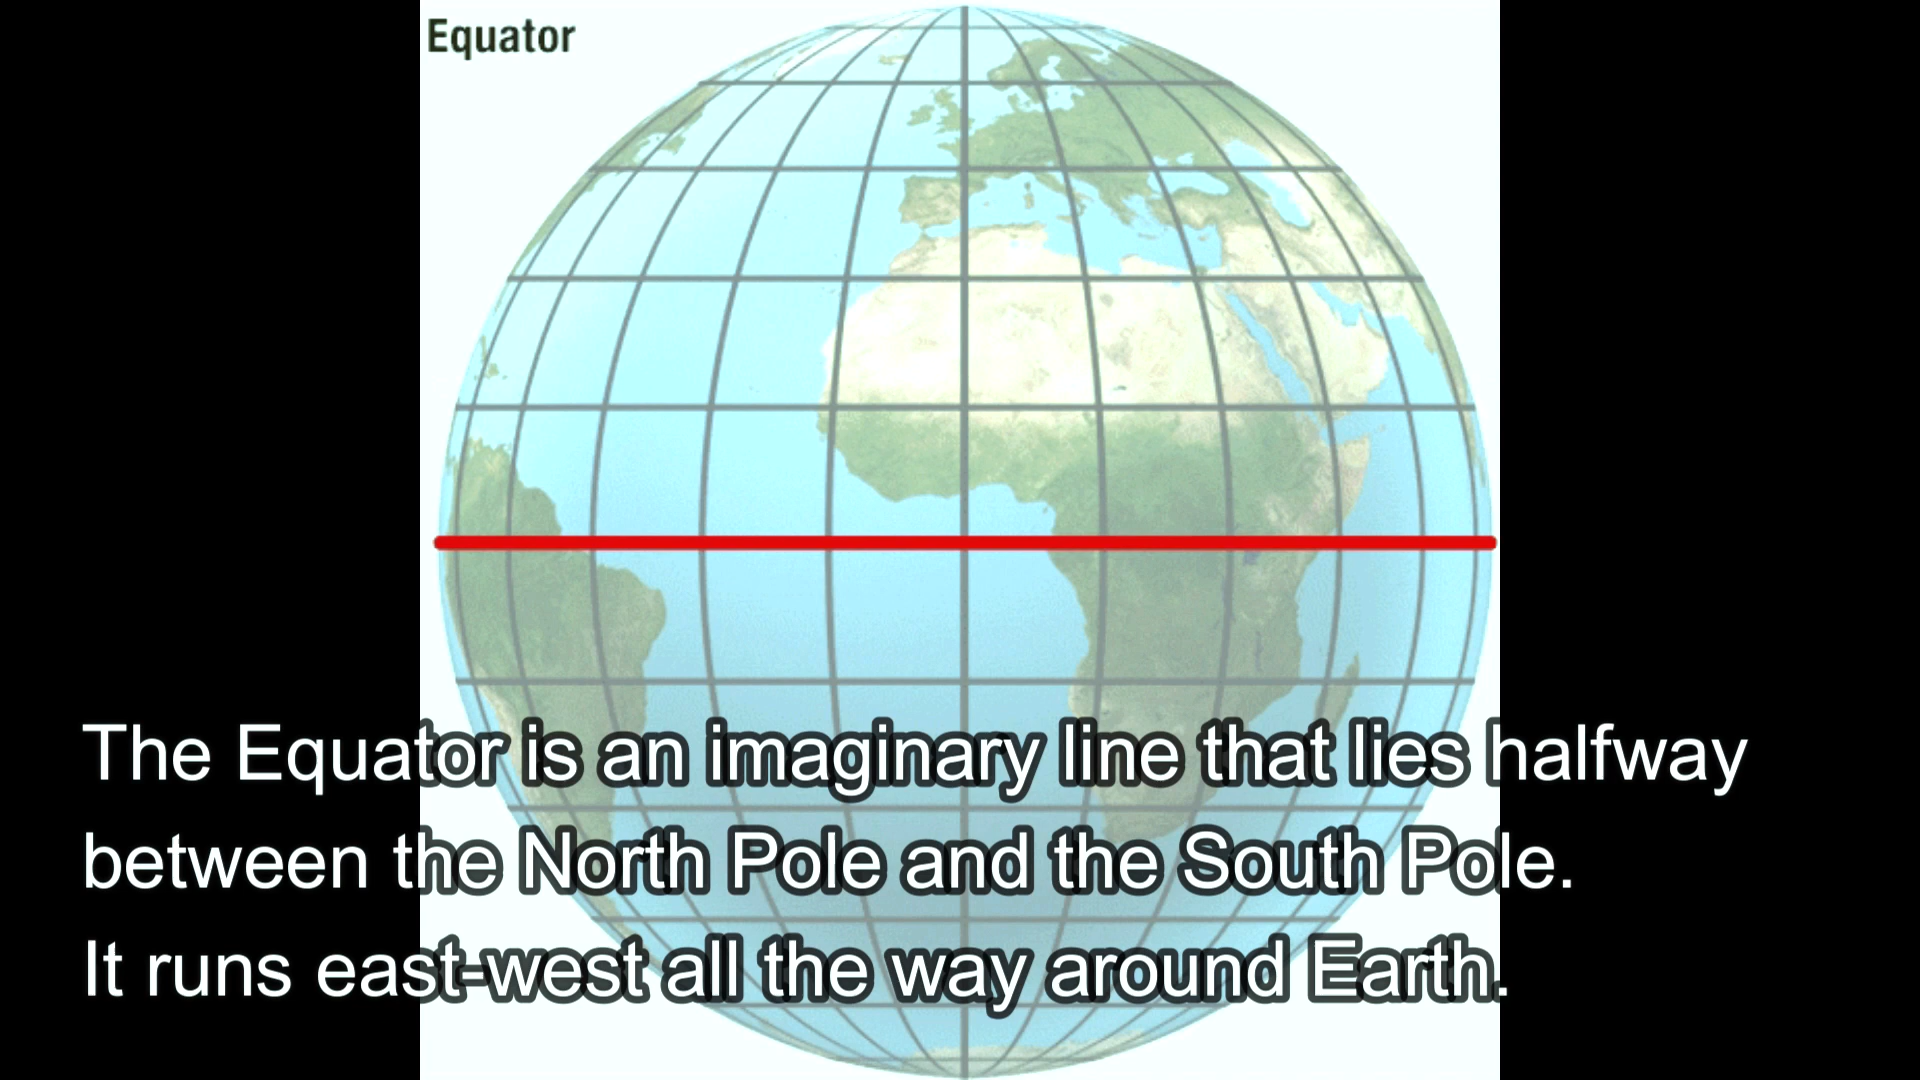 Equator
The Equator is an imaginary line that lies halfway
between the North Pole and the South Pole.
It runs east-west all the way around Earth.